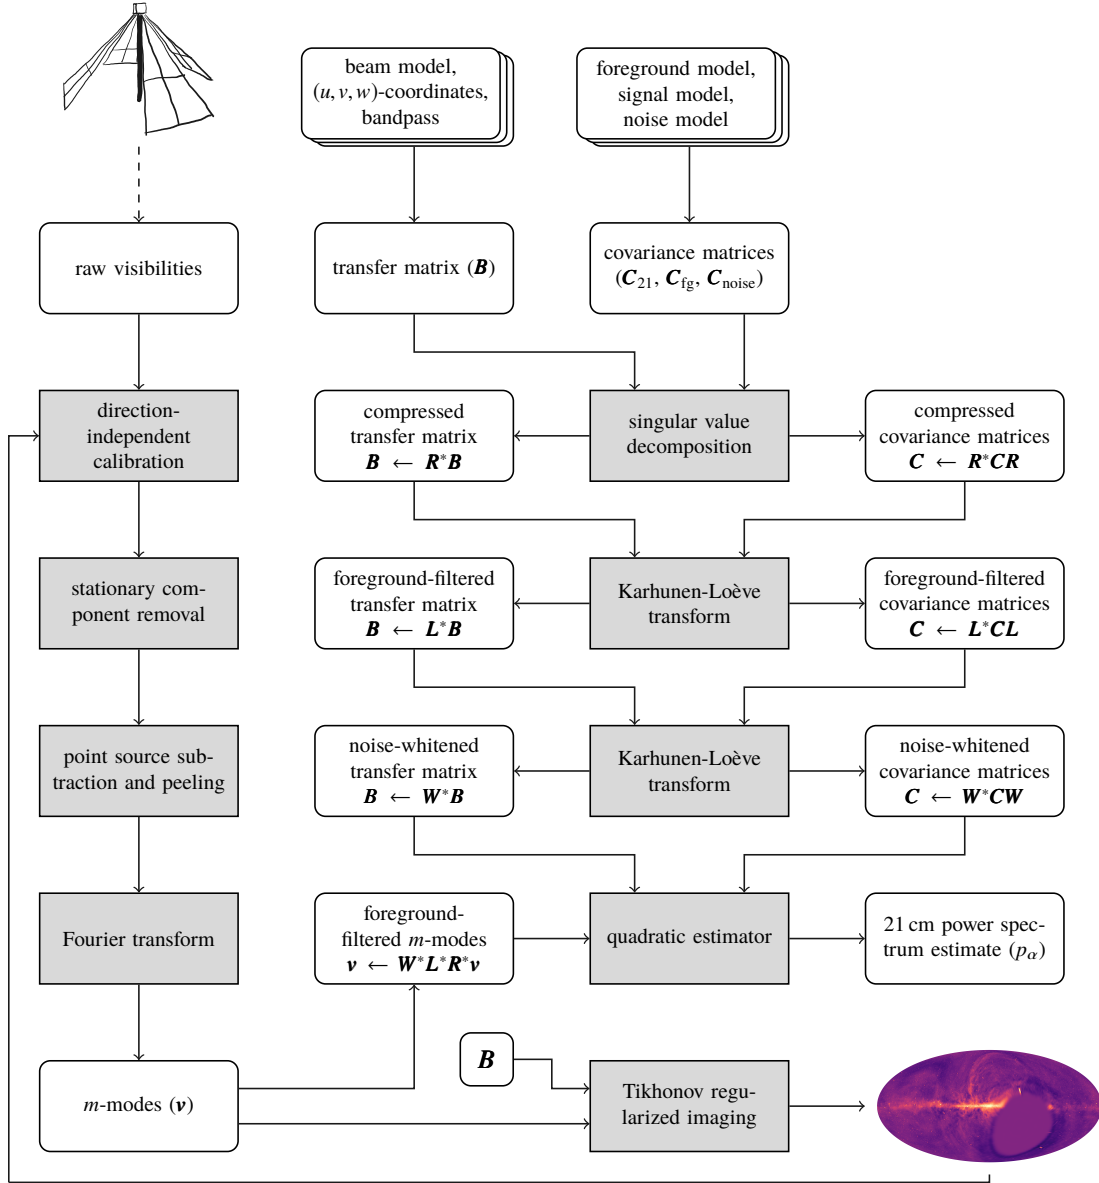 beam model,
(u, v, w)-coordinates,
bandpass
foreground model,
signal model,
noise model
raw visibilities
transfer matrix (B)
covariance matrices
(C₂₁, C_fg, C_noise)
direction-
independent
calibration
compressed
transfer matrix
B ← R*B
singular value
decomposition
compressed
covariance matrices
C ← R*CR
stationary com-
ponent removal
foreground-filtered
transfer matrix
B ← L*B
Karhunen-Loève
transform
foreground-filtered
covariance matrices
C ← L*CL
point source sub-
traction and peeling
noise-whitened
transfer matrix
B ← W*B
Karhunen-Loève
transform
noise-whitened
covariance matrices
C ← W*CW
Fourier transform
foreground-
filtered m-modes
v ← W*L*R*v
quadratic estimator
21 cm power spec-
trum estimate (p_α)
m-modes (v)
B
Tikhonov regu-
larized imaging